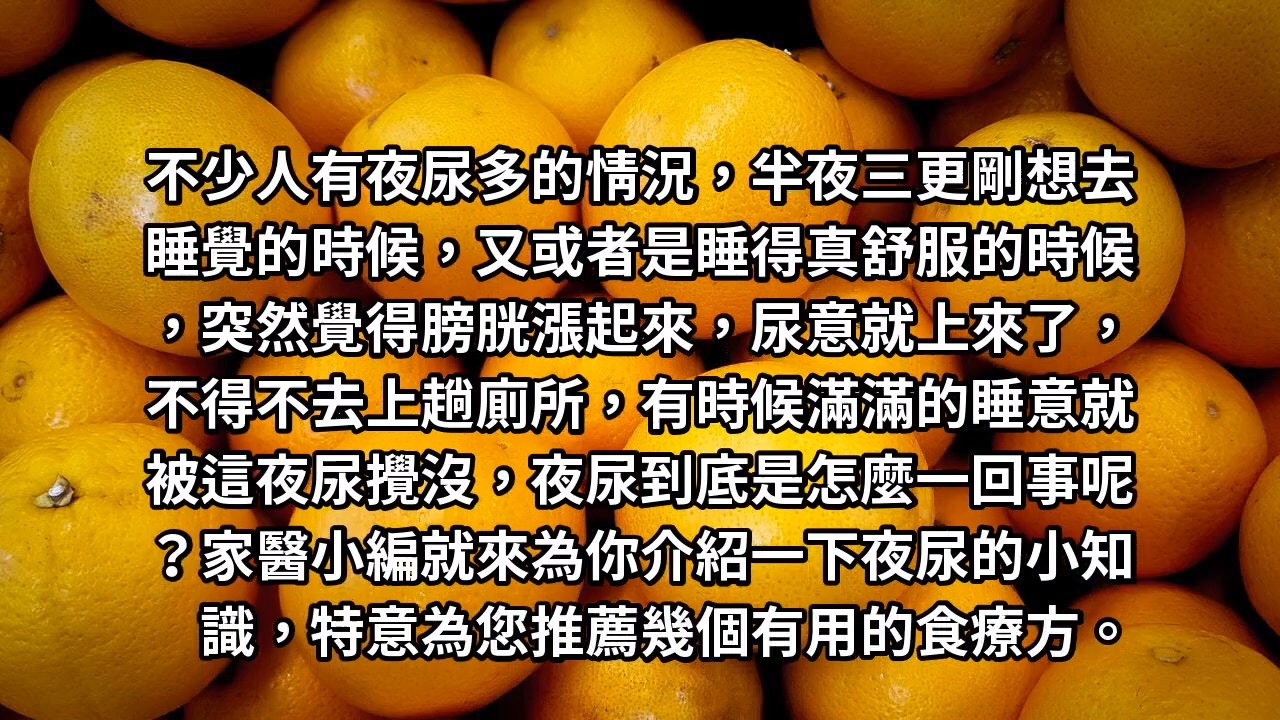 不少人有夜尿多的情況，半夜三更剛想去
睡覺的時候，又或者是睡得真舒服的時候
，突然覺得膀胱漲起來，尿意就上來了，
不得不去上趟廁所，有時候滿滿的睡意就
被這夜尿攪沒，夜尿到底是怎麼一回事呢
？家醫小編就來為你介紹一下夜尿的小知
識，特意為您推薦幾個有用的食療方。